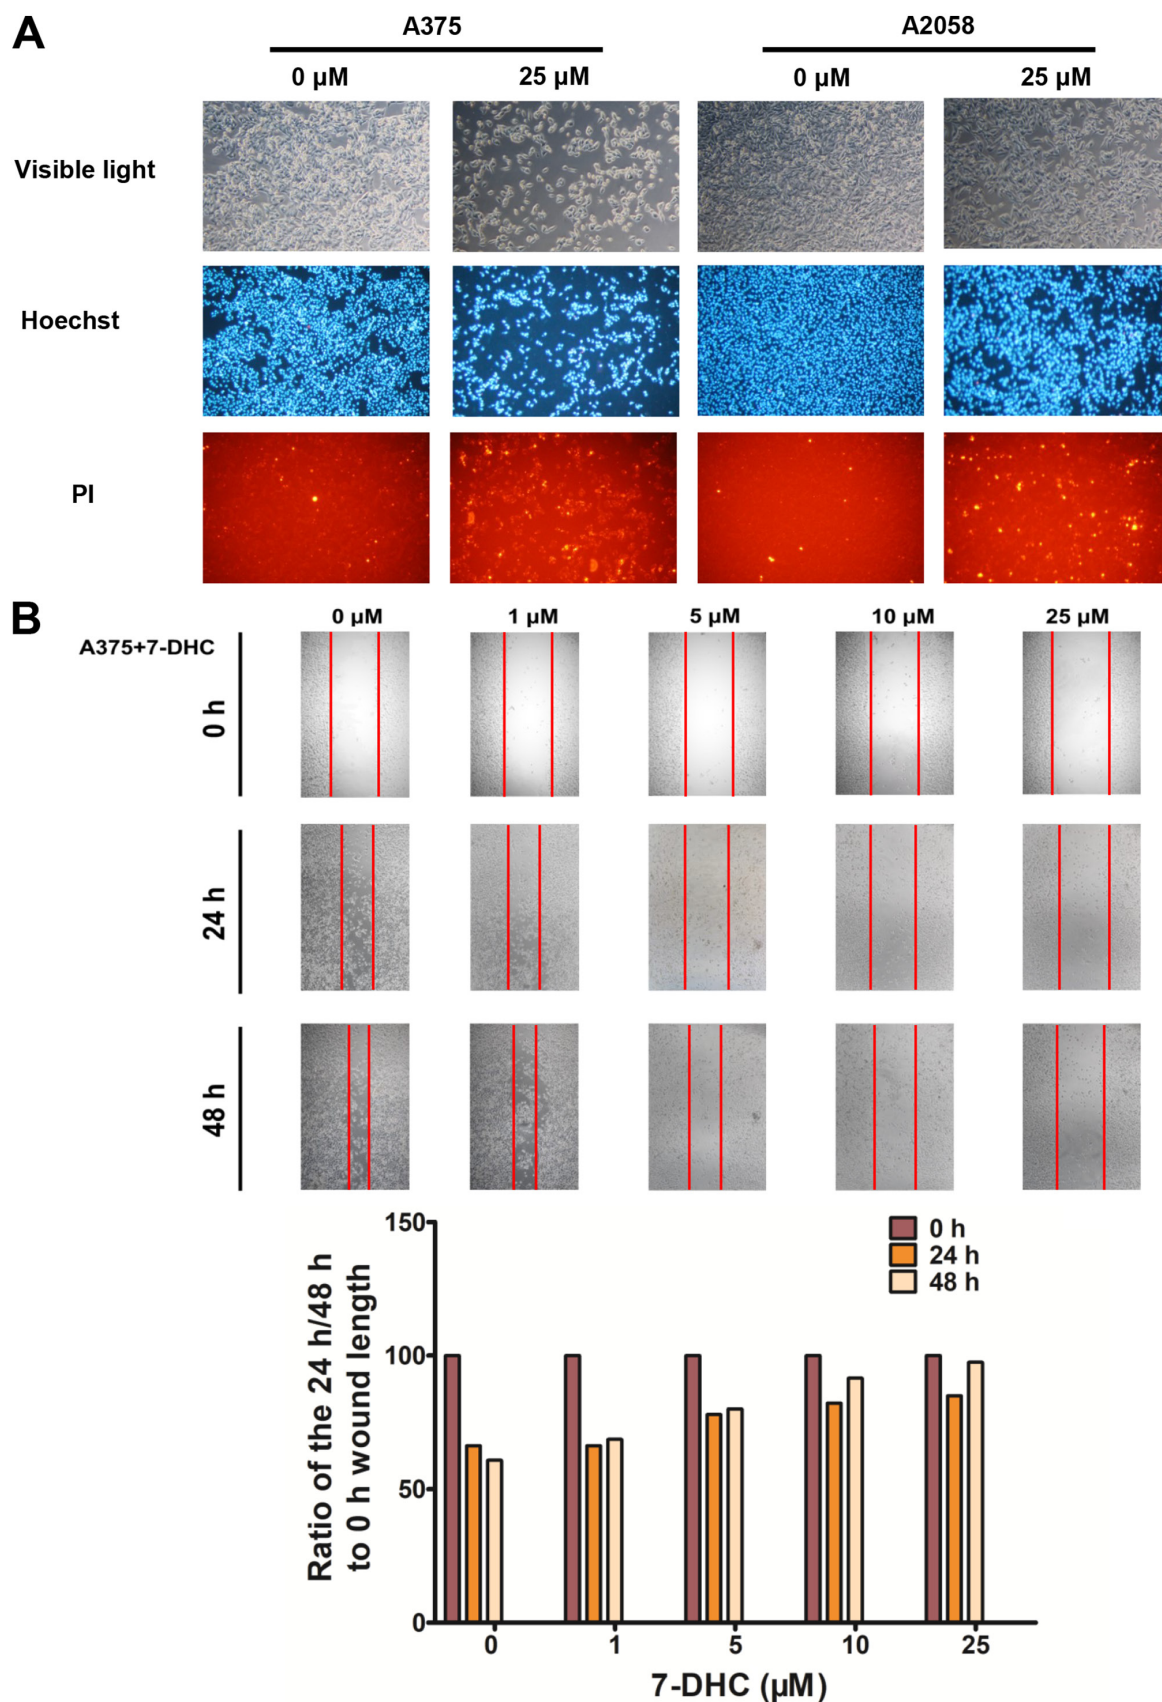 A
A375
A2058
0 µM
25 µM
0 µM
25 µM
Visible light
Hoechst
PI
B
0 µM
1 µM
5 µM
10 µM
25 µM
A375+7-DHC
0 h
24 h
48 h
150
100
50
0
Ratio of the 24 h/48 h
to 0 h wound length
0 h
24 h
48 h
0
1
5
10
25
7-DHC (µM)